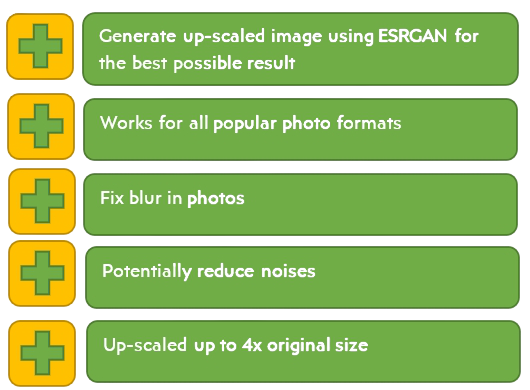 Generate up-scaled image using ESRGAN for
the best possible result
Works for all popular photo formats
Fix blur in photos
Potentially reduce noises
Up-scaled up to 4x original size